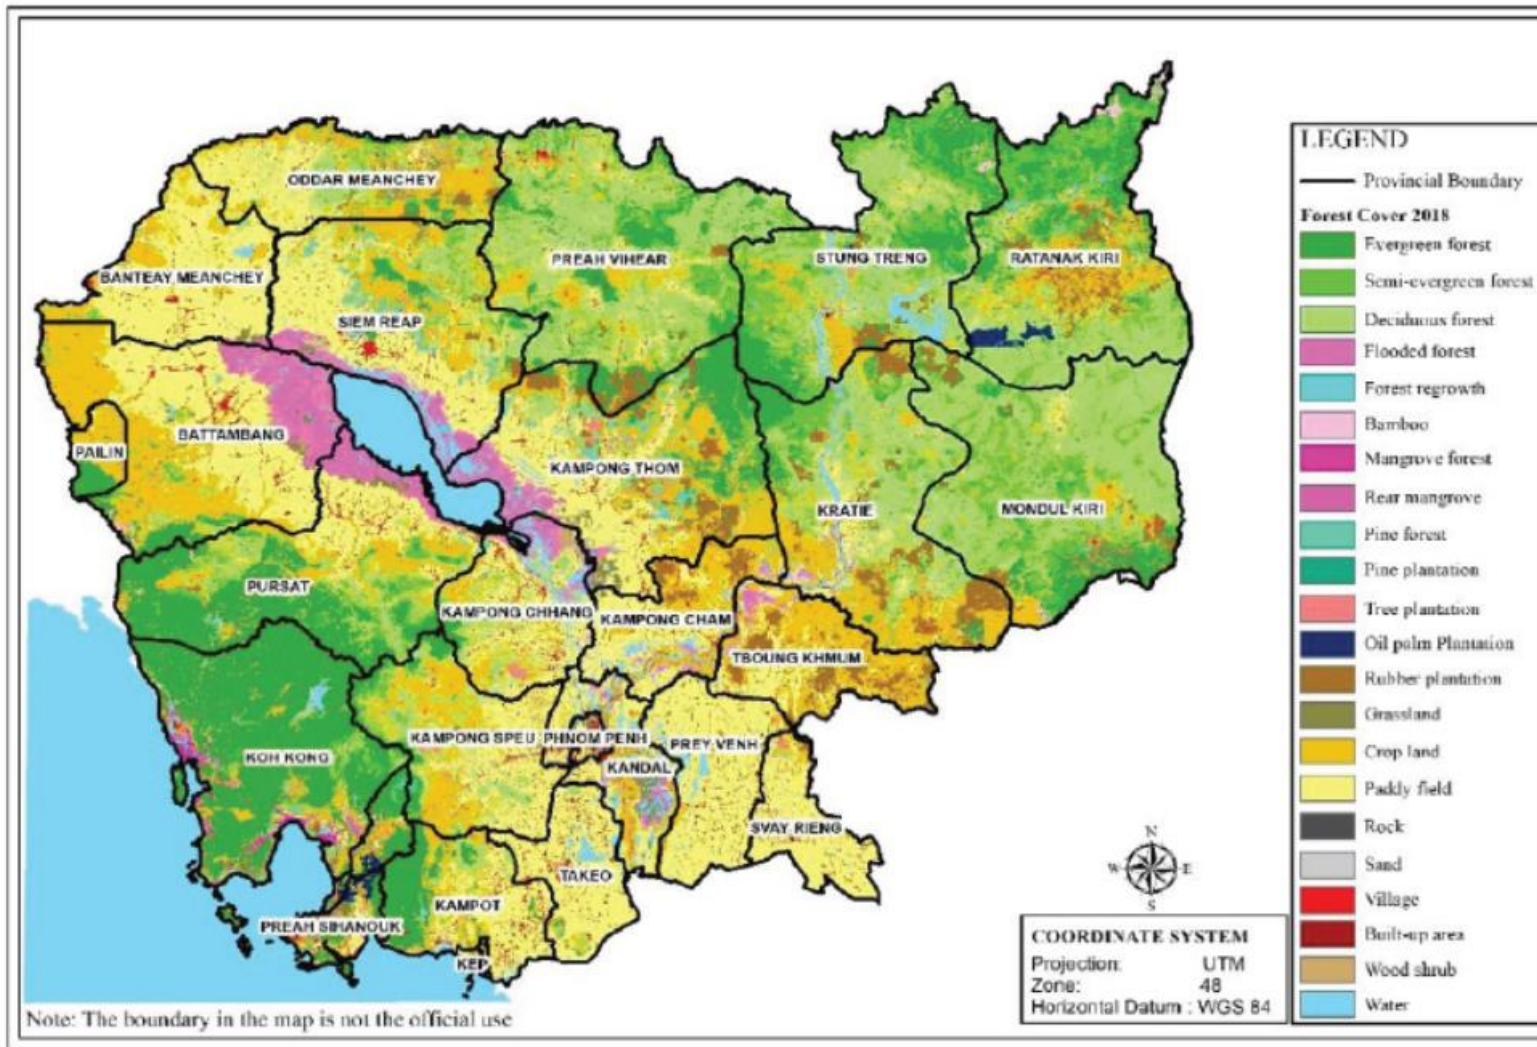 ODDAR MEANCHEY
BANTEAY MEANCHEY
PREAH VIHEAR
STUNG TRENG
RATANAK KIRI
SIEM REAP
BATTAMBANG
PAILIN
KAMPONG THOM
KRATIE
MONDUL KIRI
PURSAT
KAMPONG CHHANG
KAMPONG CHAM
TBOUNG KHMUM
KAMPONG SPEU
PHNOM PENH
PREY VENH
KOH KONG
KANDAL
SVAY RIENG
TAKEO
KAMPOT
PREAH SIHANOUK
KEP
Note: The boundary in the map is not the official use
N
W
E
S
COORDINATE SYSTEM
Projection: UTM
Zone: 48
Horizontal Datum : WGS 84
LEGEND
Provincial Boundary
Forest Cover 2018
Evergreen forest
Semi-evergreen forest
Deciduous forest
Flooded forest
Forest regrowth
Bamboo
Mangrove forest
Rear mangrove
Pine forest
Pine plantation
Tree plantation
Oil palm Plantation
Rubber plantation
Grassland
Crop land
Paddy field
Rock
Sand
Village
Built-up area
Wood shrub
Water